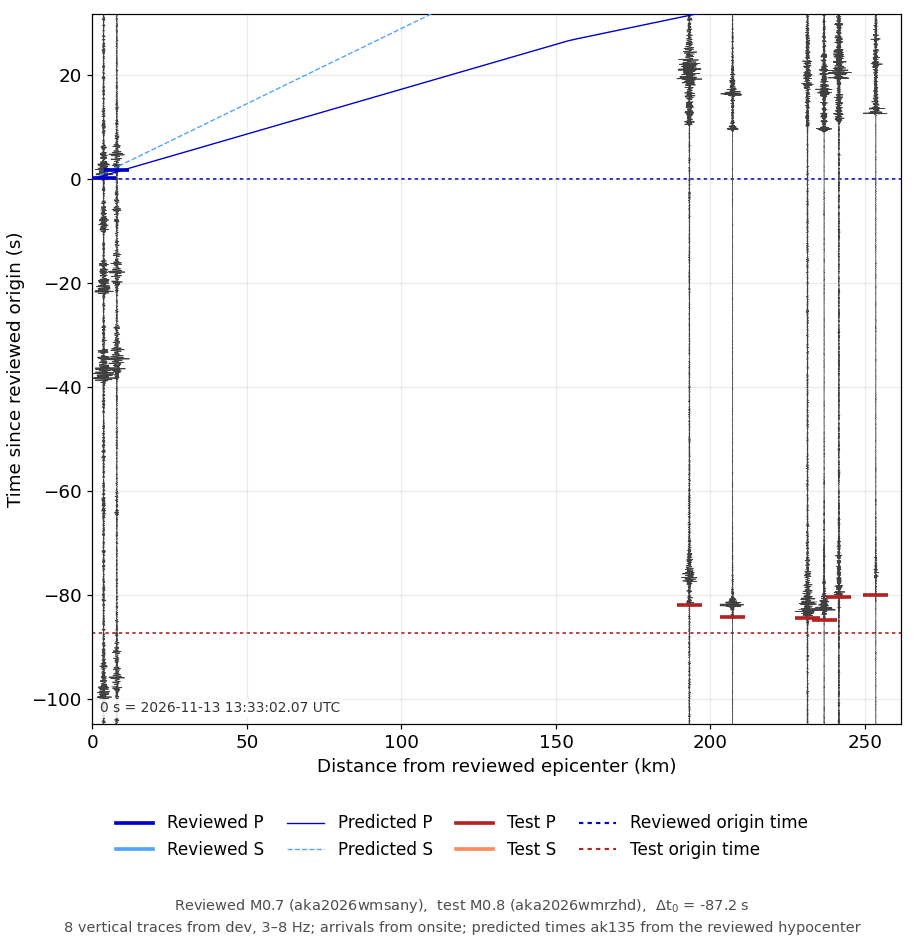 20
0
−20
−40
−60
−80
−100
Time since reviewed origin (s)
0 s = 2026-11-13 13:33:02.07 UTC
0 50 100 150 200 250
Distance from reviewed epicenter (km)
Reviewed P Predicted P Test P Reviewed origin time
Reviewed S Predicted S Test S Test origin time
Reviewed M0.7 (aka2026wmsany), test M0.8 (aka2026wmrzhd), Δt₀ = -87.2 s
8 vertical traces from dev, 3–8 Hz; arrivals from onsite; predicted times ak135 from the reviewed hypocenter